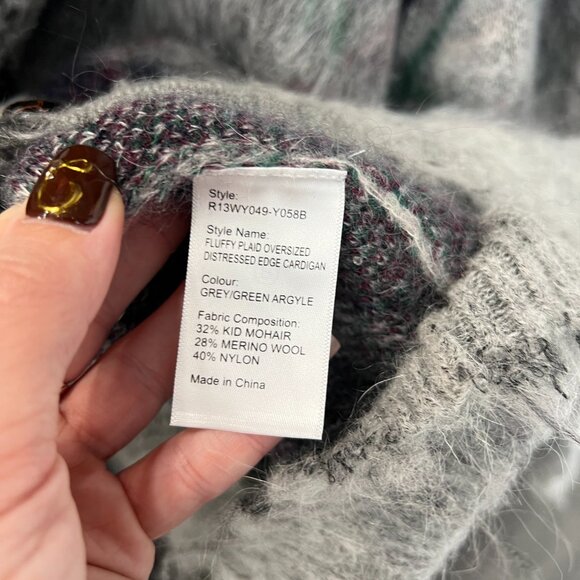 Style:
R13WY049-Y058B
Style Name:
FLUFFY PLAID OVERSIZED
DISTRESSED EDGE CARDIGAN
Colour:
GREY/GREEN ARGYLE
Fabric Composition:
32% KID MOHAIR
28% MERINO WOOL
40% NYLON
Made in China